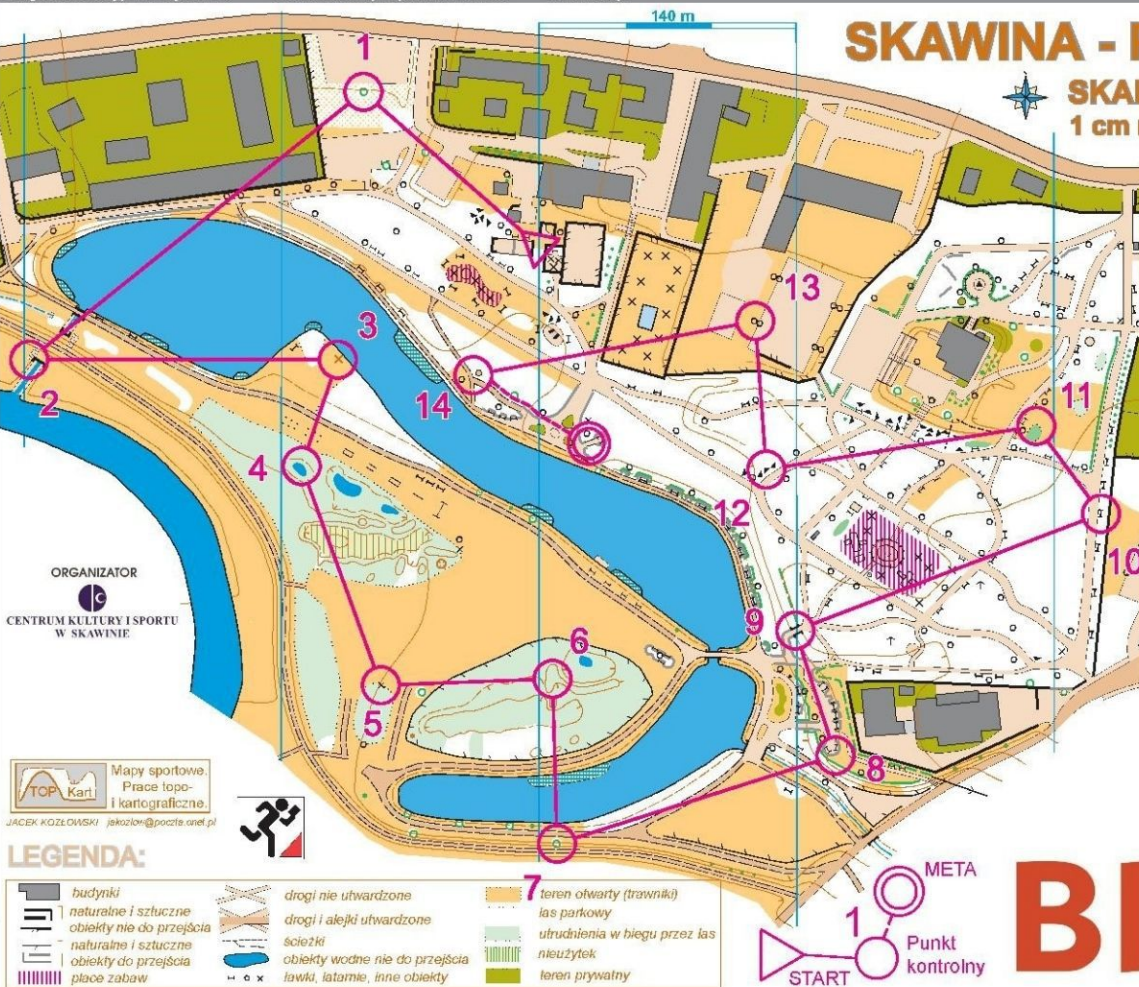 140 m
SKAWINA -
1 cm
1
2
3
4
5
6
7
8
9
10
11
12
13
14
ORGANIZATOR
CENTRUM KULTURY I SPORTU
W SKAWINIE
TOP Kart
Mapy sportowe.
Prace topo-
i kartograficzne.
JACEK KOZŁOWSKI jakozlow@poczta.onet.pl
LEGENDA:
budynki
naturalne i sztuczne
obiekty nie do przejścia
naturalne i sztuczne
obiekty do przejścia
place zabaw
drogi nie utwardzone
drogi i alejki utwardzone
ścieżki
obiekty wodne nie do przejścia
ławki, latarnie, inne obiekty
teren otwarty (trawniki)
las parkowy
utrudnienia w biegu przez las
nieużytek
teren prywatny
META
1
Punkt
kontrolny
START